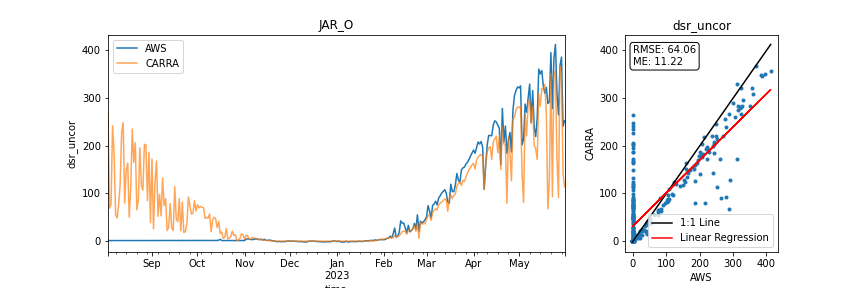 JAR_O
dsr_uncor
400
300
200
100
0
AWS
CARRA
Sep
Oct
Nov
Dec
Jan
2023
Feb
Mar
Apr
May
dsr_uncor
RMSE: 64.06
ME: 11.22
CARRA
400
300
200
100
0
1:1 Line
Linear Regression
0
100
200
300
400
AWS